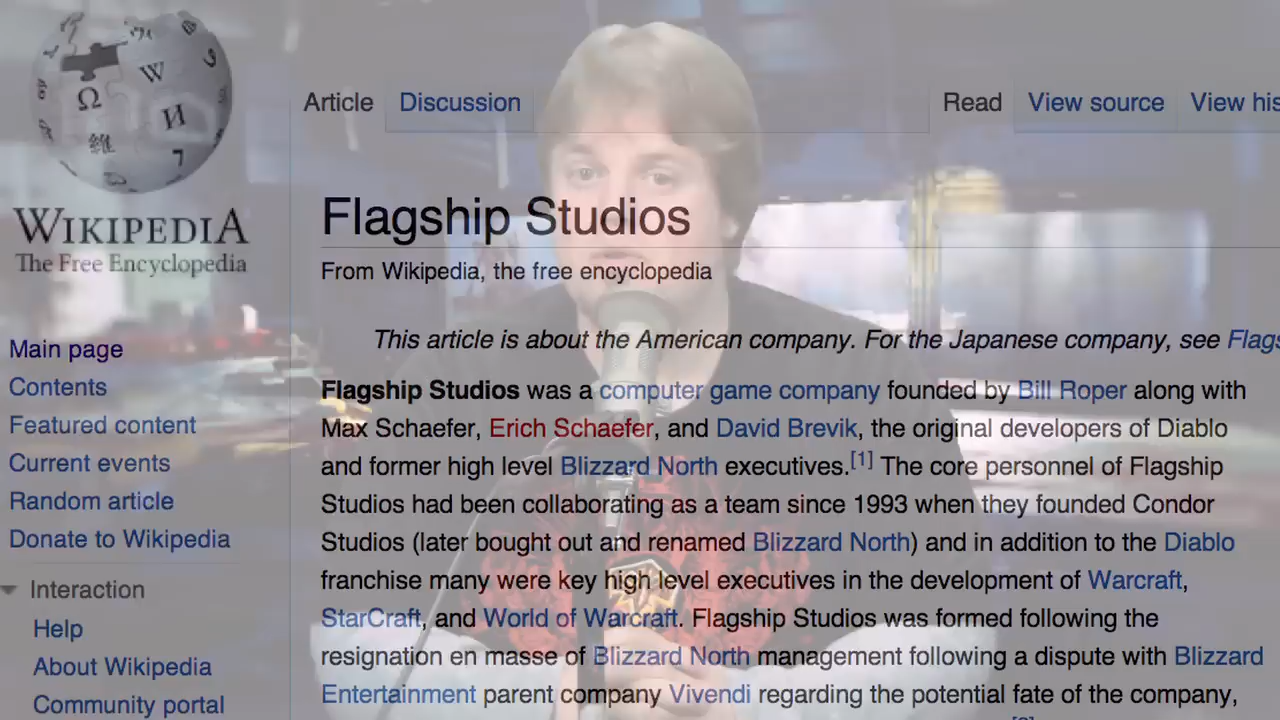 Article
Discussion
Read
View source
View his
WIKIPEDIA
The Free Encyclopedia
Flagship Studios
From Wikipedia, the free encyclopedia
This article is about the American company. For the Japanese company, see Flags
Main page
Contents
Featured content
Current events
Random article
Donate to Wikipedia
Interaction
Help
About Wikipedia
Community portal
Flagship Studios was a computer game company founded by Bill Roper along with
Max Schaefer, Erich Schaefer, and David Brevik, the original developers of Diablo
and former high level Blizzard North executives.[1] The core personnel of Flagship
Studios had been collaborating as a team since 1993 when they founded Condor
Studios (later bought out and renamed Blizzard North) and in addition to the Diablo
franchise many were key high level executives in the development of Warcraft,
StarCraft, and World of Warcraft. Flagship Studios was formed following the
resignation en masse of Blizzard North management following a dispute with Blizzard
Entertainment parent company Vivendi regarding the potential fate of the company,